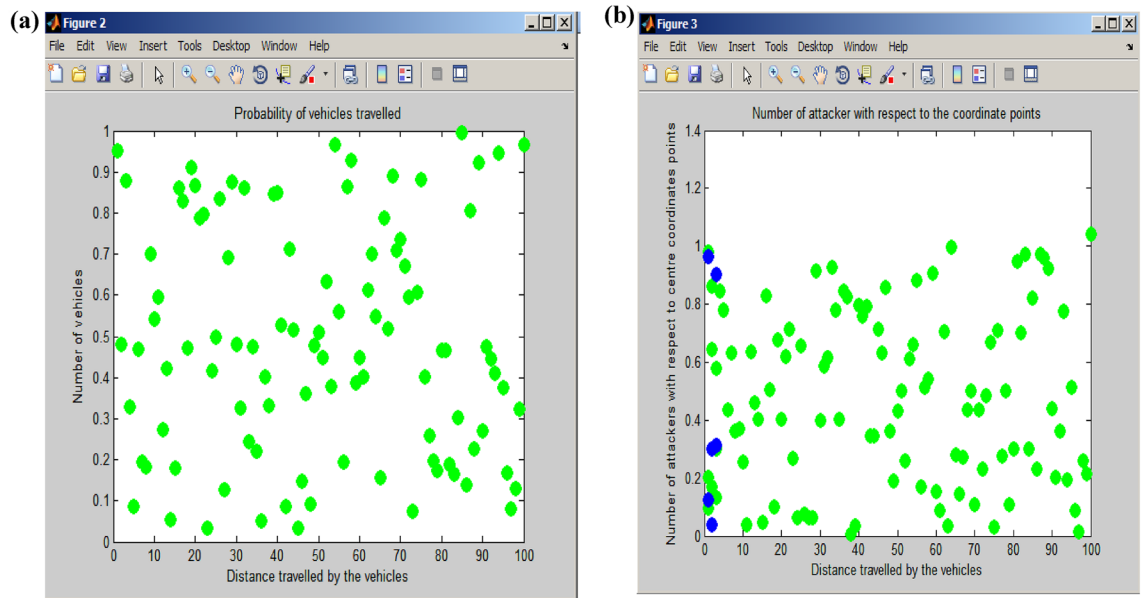 (a)
Figure 2
File Edit View Insert Tools Desktop Window Help
Probability of vehicles travelled
Number of vehicles
1
0.9
0.8
0.7
0.6
0.5
0.4
0.3
0.2
0.1
0
0 10 20 30 40 50 60 70 80 90 100
Distance travelled by the vehicles
(b)
Figure 3
File Edit View Insert Tools Desktop Window Help
Number of attacker with respect to the coordinate points
Number of attackers with respect to centre coordinates points
1.4
1.2
1
0.8
0.6
0.4
0.2
0
0 10 20 30 40 50 60 70 80 90 100
Distance travelled by the vehicles